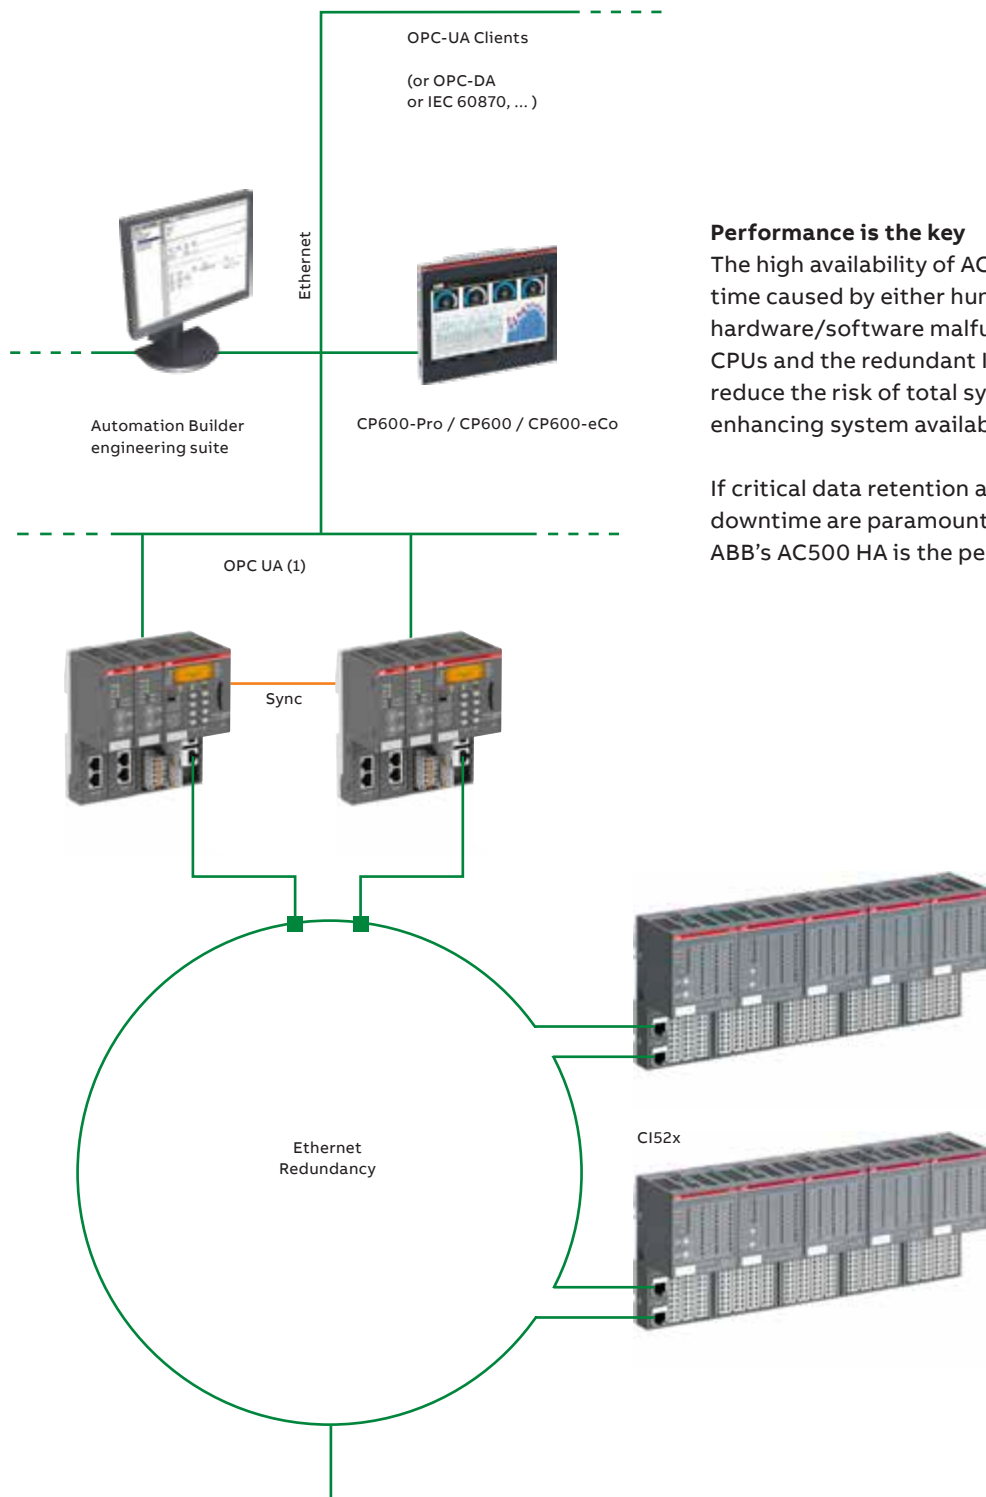 OPC-UA Clients
(or OPC-DA
or IEC 60870, ... )
Ethernet
Automation Builder
engineering suite
CP600-Pro / CP600 / CP600-eCo
OPC UA (1)
Sync
Ethernet
Redundancy
CI52x
Performance is the key
The high availability of AC
time caused by either hur
hardware/software malfu
CPUs and the redundant I
reduce the risk of total sy
enhancing system availab
If critical data retention a
downtime are paramount
ABB's AC500 HA is the pe